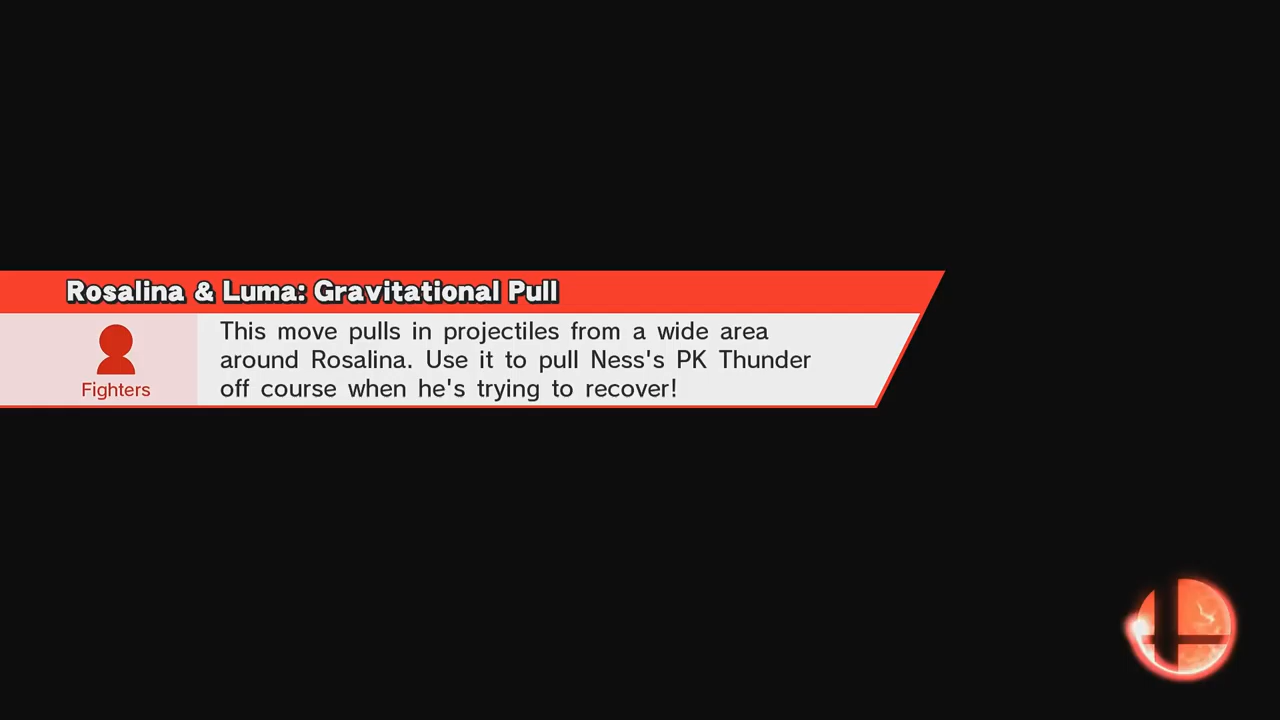 Rosalina & Luma: Gravitational Pull
Fighters
This move pulls in projectiles from a wide area
around Rosalina. Use it to pull Ness's PK Thunder
off course when he's trying to recover!